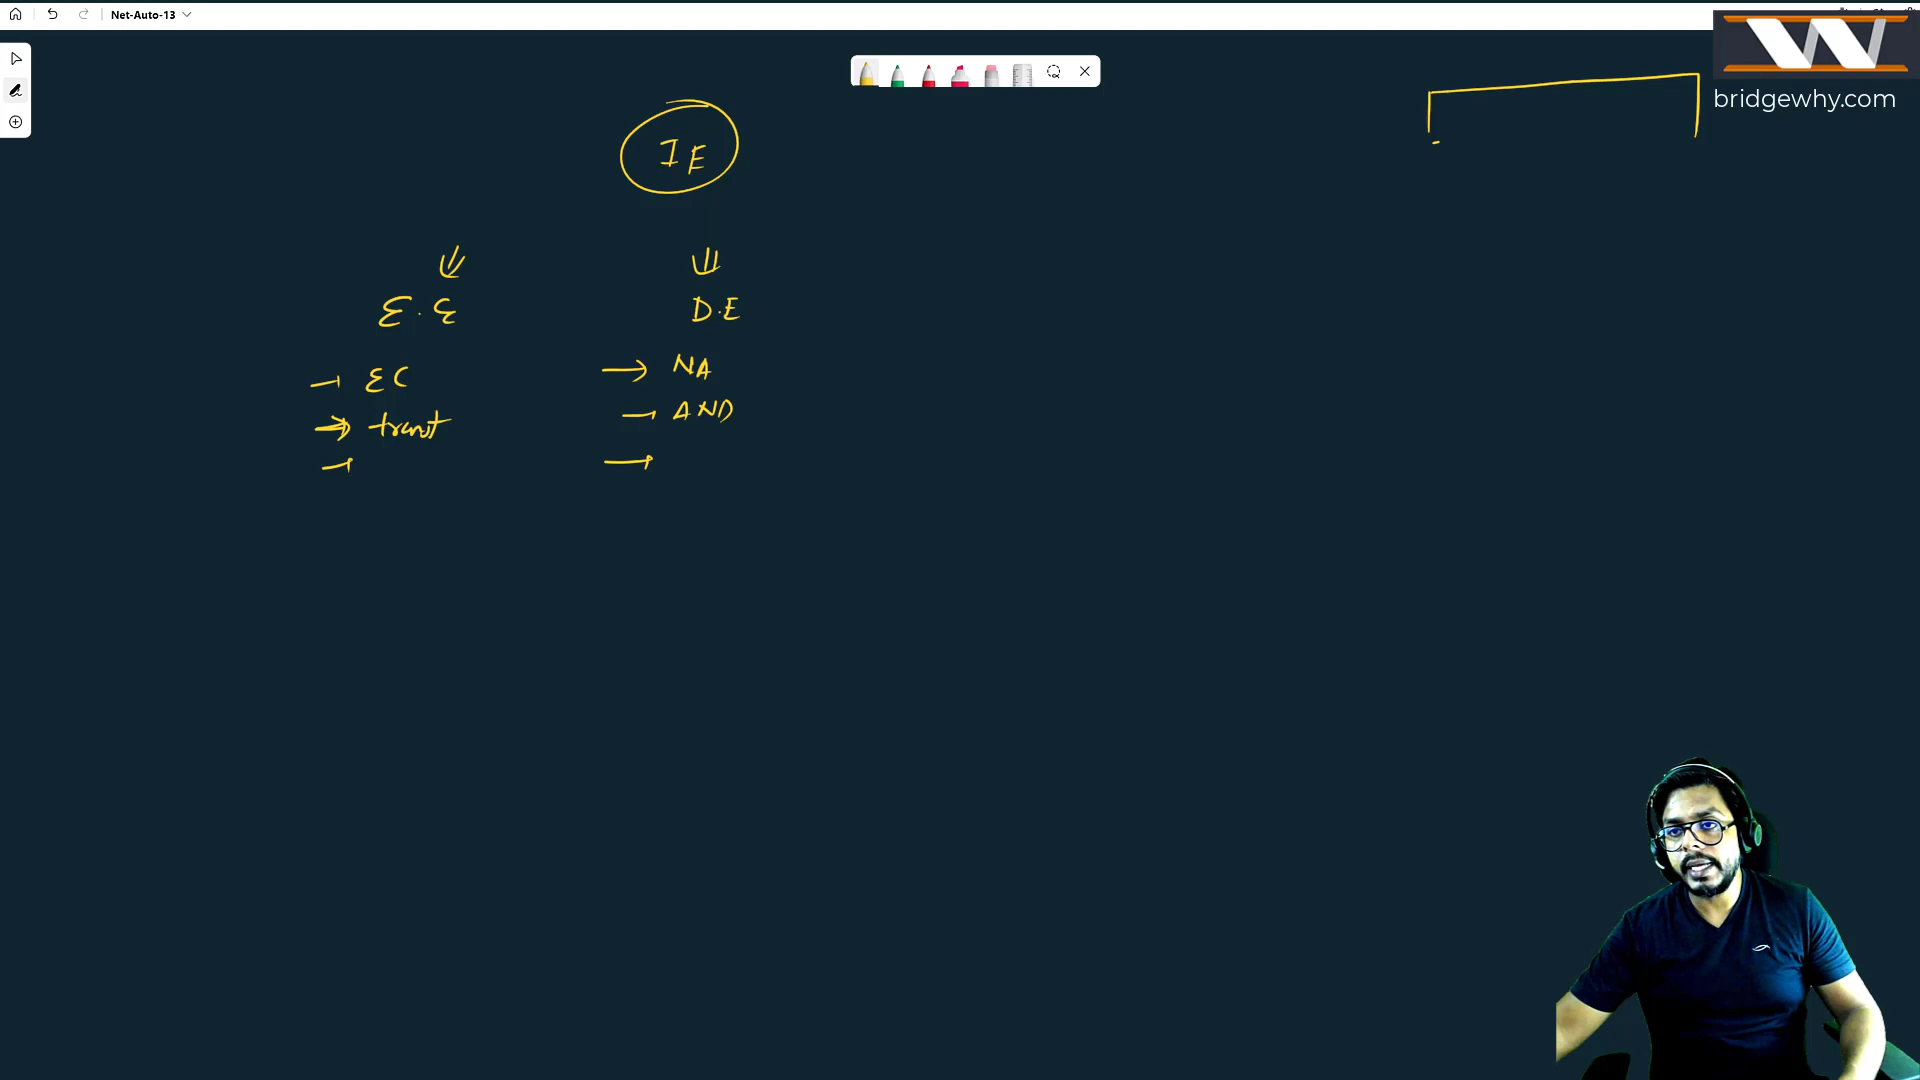 Net-Auto-13
bridgewhy.com
IE
E.E
D.E
EC
NA
AND